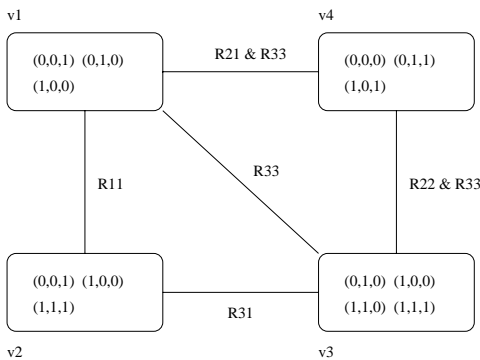 v1
v4
(0,0,1) (0,1,0)
(1,0,0)
R21 & R33
(0,0,0) (0,1,1)
(1,0,1)
R33
R11
R22 & R33
(0,0,1) (1,0,0)
(1,1,1)
R31
(0,1,0) (1,0,0)
(1,1,0) (1,1,1)
v2
v3